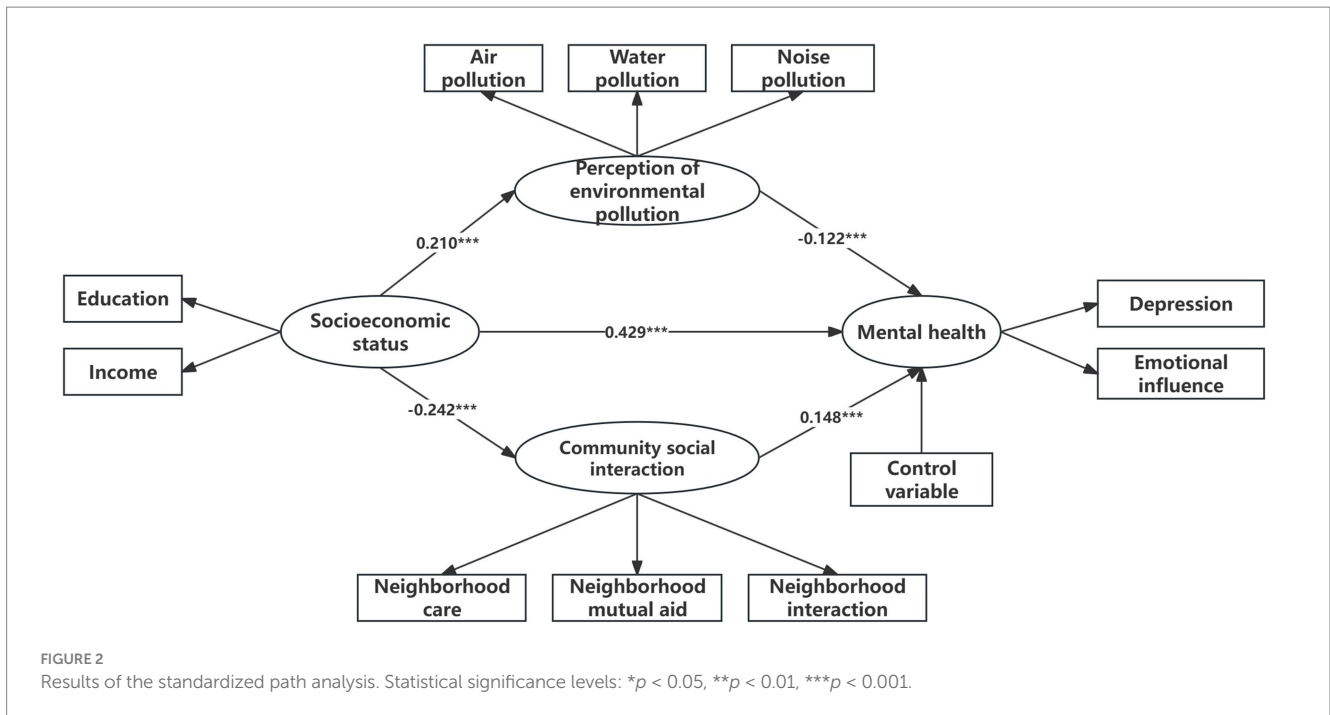 Air
pollution
Water
pollution
Noise
pollution
Perception of
environmental
pollution
0.210***
-0.122***
Education
Income
Socioeconomic
status
0.429***
Mental health
Depression
Emotional
influence
-0.242***
0.148***
Community social
interaction
Control
variable
Neighborhood
care
Neighborhood
mutual aid
Neighborhood
interaction
FIGURE 2
Results of the standardized path analysis. Statistical significance levels: *p < 0.05, **p < 0.01, ***p < 0.001.